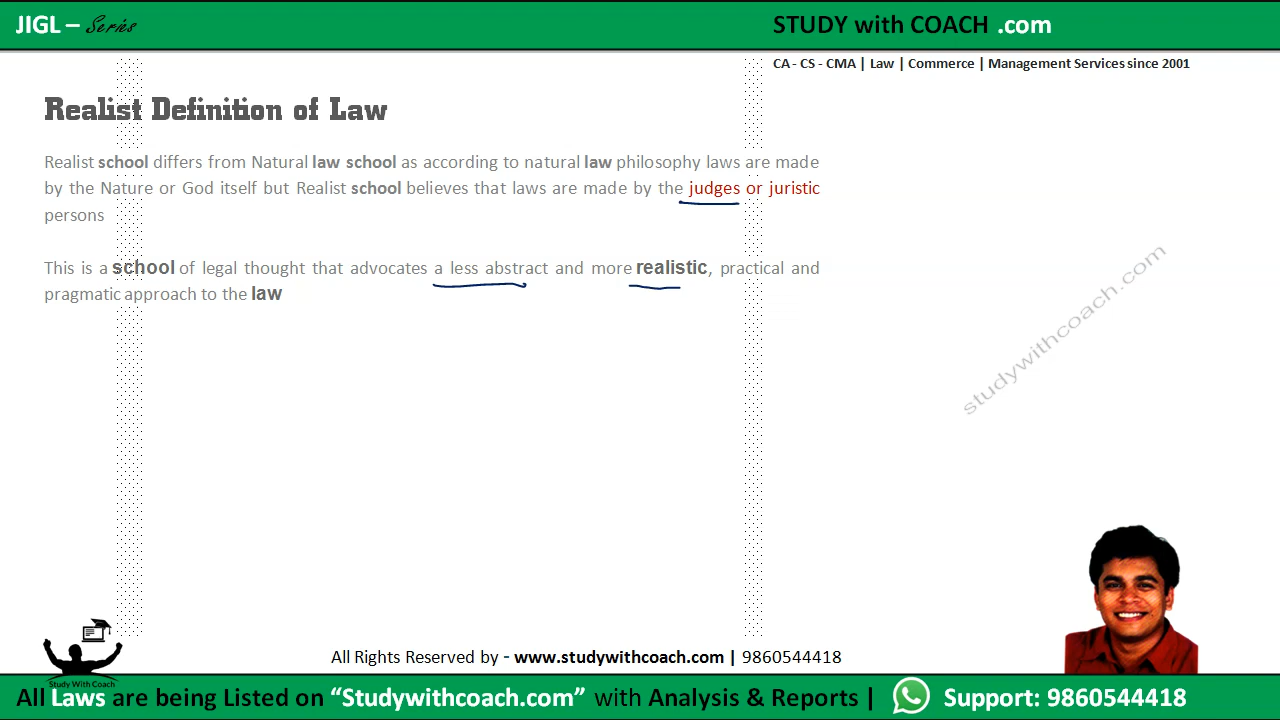 JIGL – Series
STUDY with COACH .com
CA - CS - CMA | Law | Commerce | Management Services since 2001
Realist Definition of Law
Realist school differs from Natural law school as according to natural law philosophy laws are made
by the Nature or God itself but Realist school believes that laws are made by the judges or juristic
persons
This is a school of legal thought that advocates a less abstract and more realistic, practical and
pragmatic approach to the law
studywithcoach.com
Study With Coach
All Rights Reserved by - www.studywithcoach.com | 9860544418
All Laws are being Listed on “Studywithcoach.com” with Analysis & Reports |
Support: 9860544418